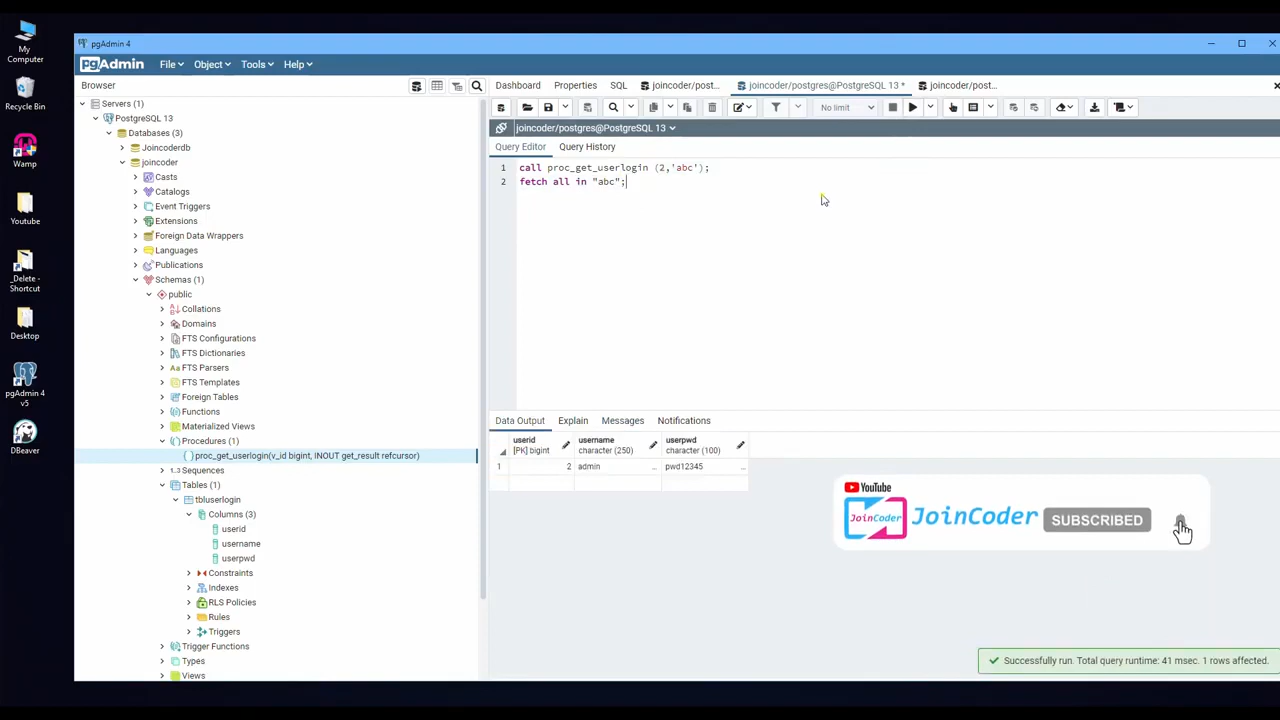 My
Computer
Recycle Bin
Wamp
Youtube
_Delete -
Shortcut
Desktop
pgAdmin 4
v5
DBeaver
pgAdmin 4
pgAdmin
File
Object
Tools
Help
Browser
Dashboard
Properties
SQL
joincoder/post...
joincoder/postgres@PostgreSQL 13 *
joincoder/post...
No limit
joincoder/postgres@PostgreSQL 13
Query Editor
Query History
1 call proc_get_userlogin (2,'abc');
2 fetch all in "abc";
Servers (1)
PostgreSQL 13
Databases (3)
Joincoderdb
joincoder
Casts
Catalogs
Event Triggers
Extensions
Foreign Data Wrappers
Languages
Publications
Schemas (1)
public
Collations
Domains
FTS Configurations
FTS Dictionaries
FTS Parsers
FTS Templates
Foreign Tables
Functions
Materialized Views
Procedures (1)
proc_get_userlogin(v_id bigint, INOUT get_result refcursor)
1.3 Sequences
Tables (1)
tbluserlogin
Columns (3)
userid
username
userpwd
Constraints
Indexes
RLS Policies
Rules
Triggers
Trigger Functions
Types
Views
Data Output
Explain
Messages
Notifications
userid
[PK] bigint
username
character (250)
userpwd
character (100)
1 2 admin ... pwd12345 ...
YouTube
JoinCoder
JoinCoder
SUBSCRIBED
Successfully run. Total query runtime: 41 msec. 1 rows affected.